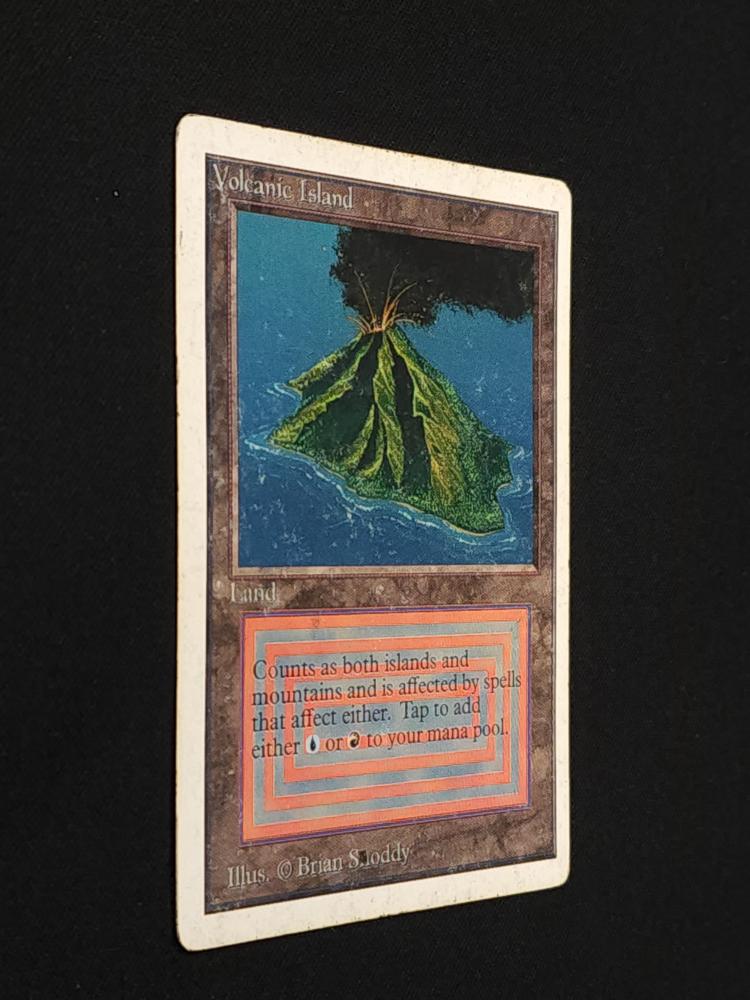 Volcanic Island
Land
Counts as both islands and
mountains and is affected by spells
that affect either. Tap to add
either or to your mana pool.
Illus. © Brian Snoddy